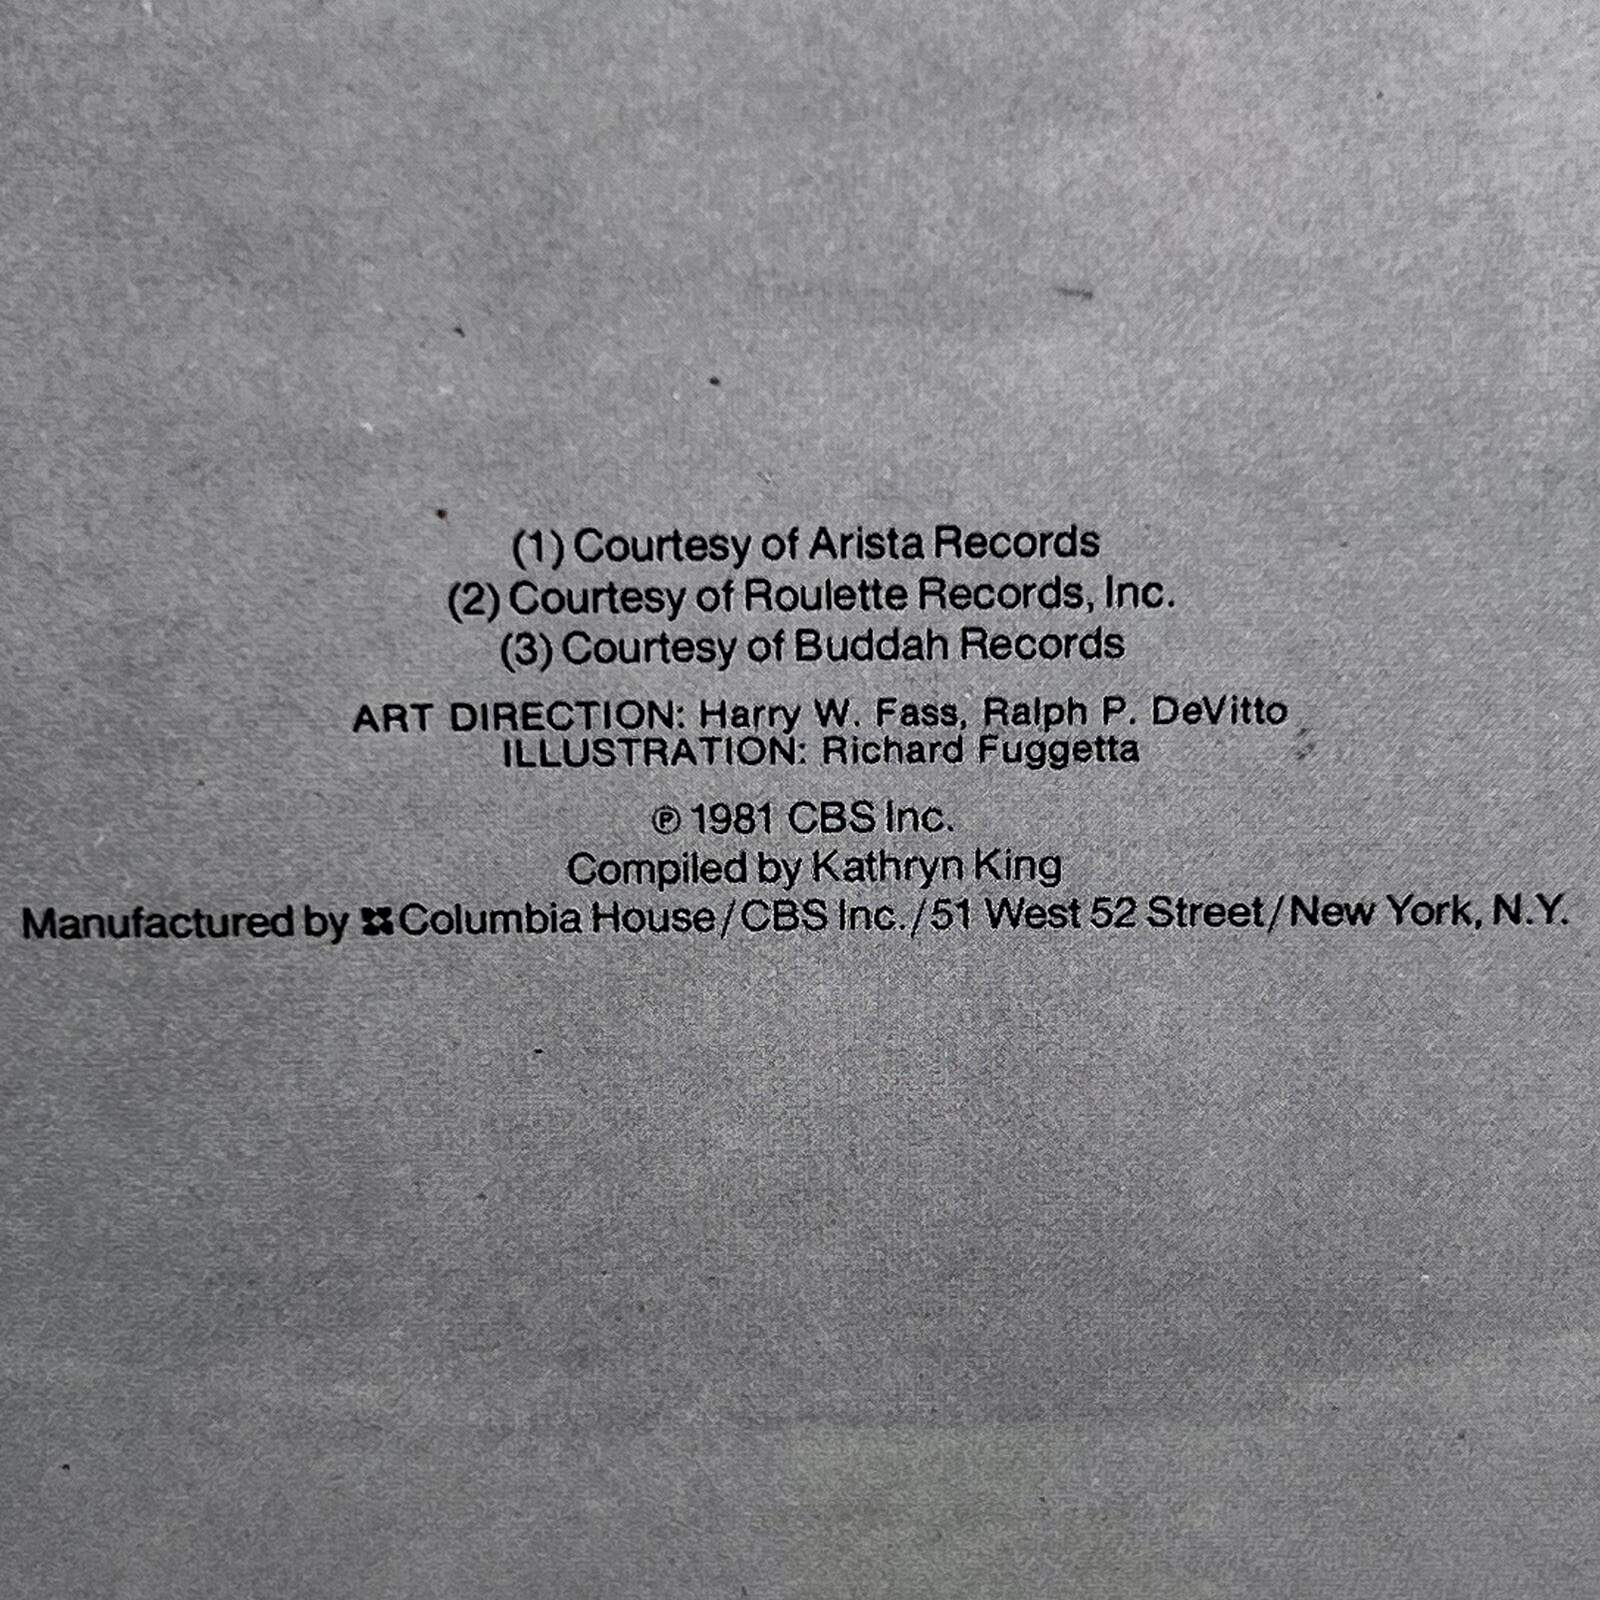 (1) Courtesy of Arista Records
(2) Courtesy of Roulette Records, Inc.
(3) Courtesy of Buddah Records
ART DIRECTION: Harry W. Fass, Ralph P. DeVitto
ILLUSTRATION: Richard Fuggetta
℗ 1981 CBS Inc.
Compiled by Kathryn King
Manufactured by Columbia House/CBS Inc./51 West 52 Street/New York, N.Y.